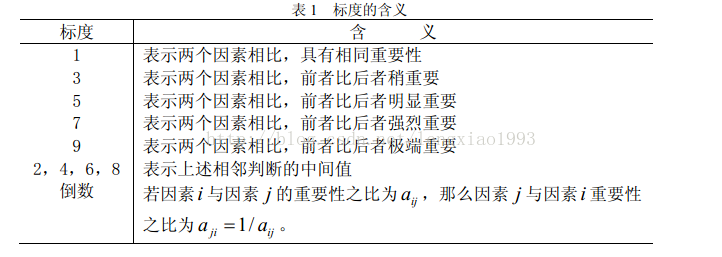 表1 标度的含义
标度 含 义
1 表示两个因素相比，具有相同重要性
3 表示两个因素相比，前者比后者稍重要
5 表示两个因素相比，前者比后者明显重要
7 表示两个因素相比，前者比后者强烈重要
9 表示两个因素相比，前者比后者极端重要
2，4，6，8 表示上述相邻判断的中间值
倒数 若因素 i 与因素 j 的重要性之比为 a_{ij}，那么因素 j 与因素 i 重要性
之比为 a_{ji} = 1/a_{ij}。